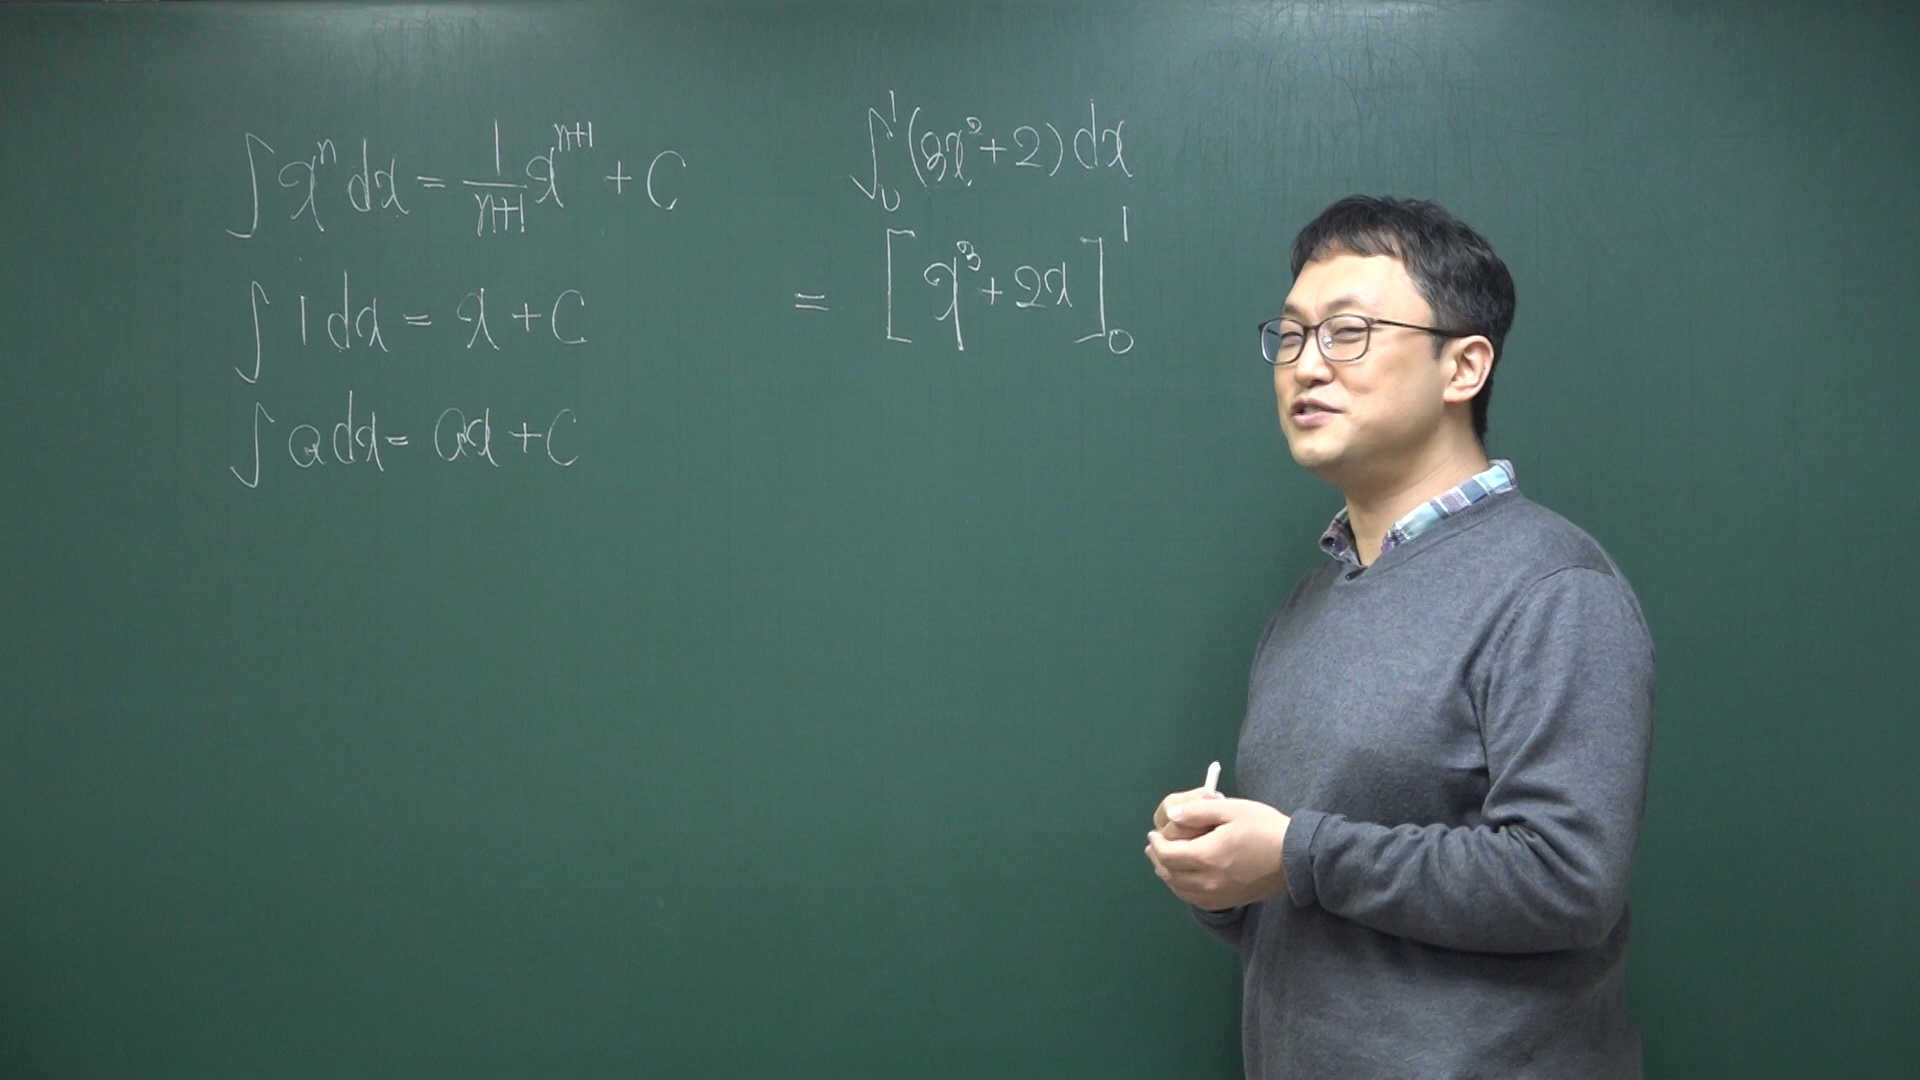 ∫xⁿdx = 1/(n+1) xⁿ⁺¹ + C
∫1dx = x + C
∫adx = ax + C
∫₀¹(3x²+2)dx
= [x³+2x]₀¹